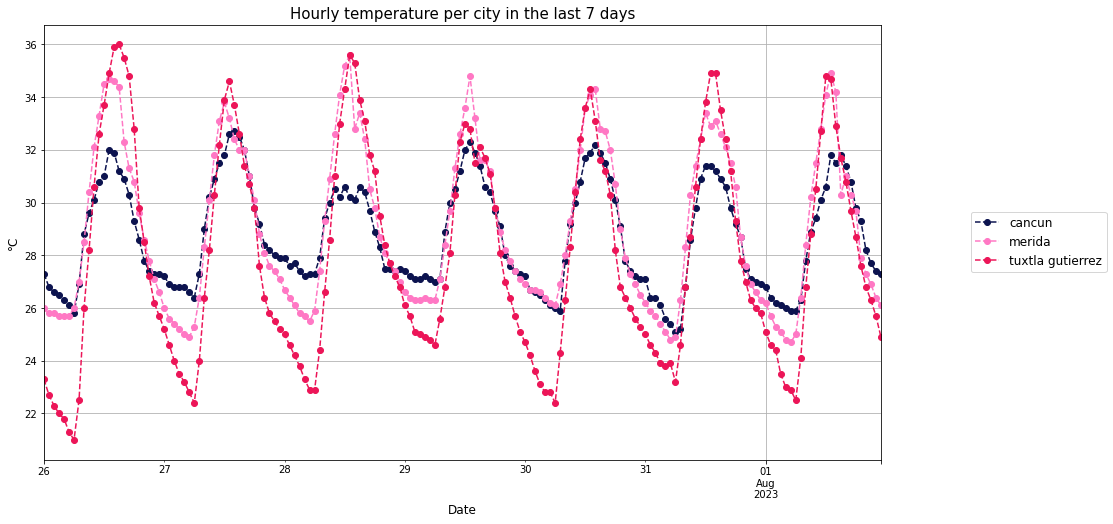 Hourly temperature per city in the last 7 days
36
34
32
30
28
26
24
22
°C
cancun
merida
tuxtla gutierrez
26
27
28
29
30
31
01
Aug
2023
Date